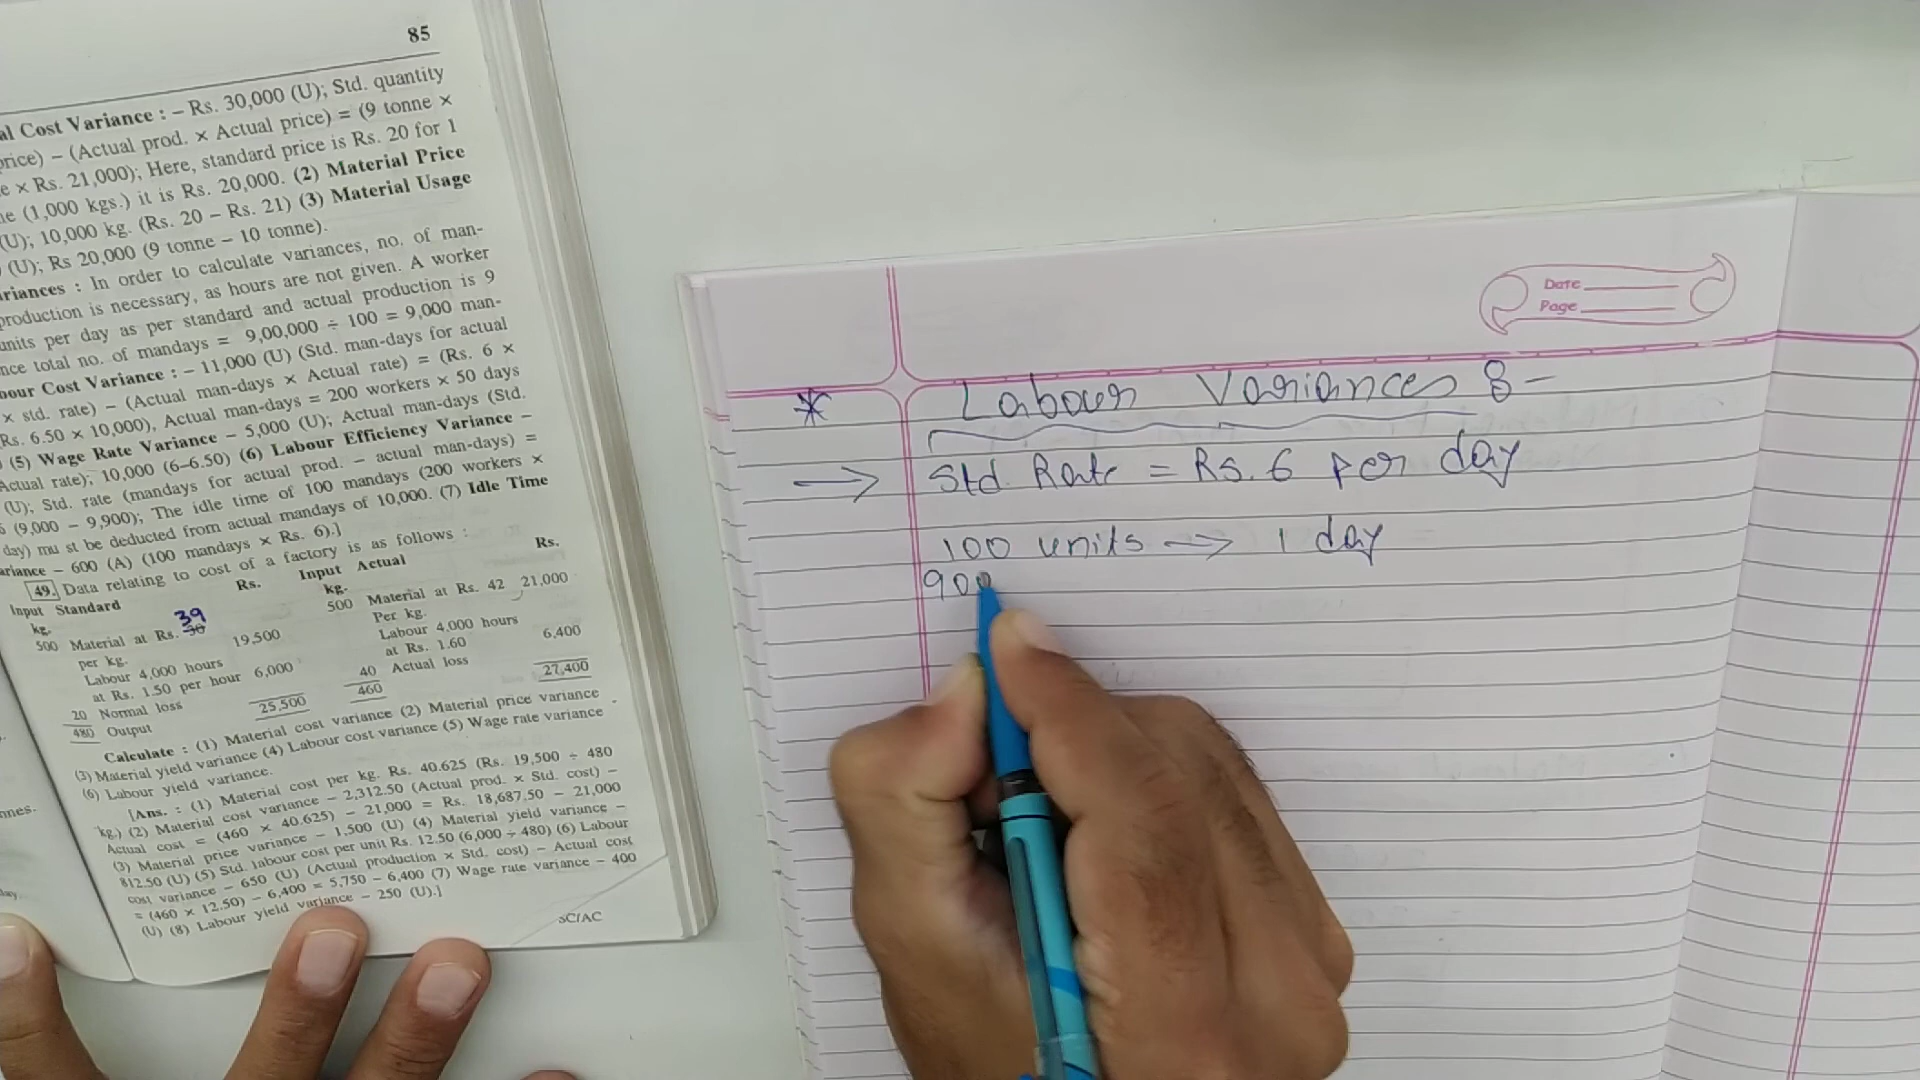 85
al Cost Variance : – Rs. 30,000 (U); Std. quantity
price) – (Actual prod. × Actual price) = (9 tonne ×
e × Rs. 21,000); Here, standard price is Rs. 20 for 1
ne (1,000 kgs.) it is Rs. 20,000. (2) Material Price
(U); 10,000 kg. (Rs. 20 – Rs. 21) (3) Material Usage
(U); Rs 20,000 (9 tonne – 10 tonne).
riances : In order to calculate variances, no. of man-
production is necessary, as hours are not given. A worker
units per day as per standard and actual production is 9
nce total no. of mandays = 9,00,000 ÷ 100 = 9,000 man-
bour Cost Variance : – 11,000 (U) (Std. man-days for actual
× std. rate) – (Actual man-days × Actual rate) = (Rs. 6 ×
Rs. 6.50 × 10,000), Actual man-days = 200 workers × 50 days
(5) Wage Rate Variance – 5,000 (U); Actual man-days (Std.
Actual rate); 10,000 (6–6.50) (6) Labour Efficiency Variance –
(U); Std. rate (mandays for actual prod. – actual man-days) =
6 (9,000 – 9,900); The idle time of 100 mandays (200 workers ×
day) mu st be deducted from actual mandays of 10,000. (7) Idle Time
ariance – 600 (A) (100 mandays × Rs. 6).]
49. Data relating to cost of a factory is as follows :
Input Standard Rs. Input Actual Rs.
kg. kg.
500 Material at Rs. 30 39 19,500 500 Material at Rs. 42 21,000
per kg. Per kg.
Labour 4,000 hours 6,000 Labour 4,000 hours 6,400
at Rs. 1.50 per hour at Rs. 1.60
20 Normal loss 40 Actual loss
480 Output 25,500 460 27,400
Calculate : (1) Material cost variance (2) Material price variance
(3) Material yield variance (4) Labour cost variance (5) Wage rate variance
(6) Labour yield variance.
[Ans. : (1) Material cost per kg. Rs. 40.625 (Rs. 19,500 ÷ 480
kg.) (2) Material cost variance – 2,312.50 (Actual prod. × Std. cost) –
Actual cost = (460 × 40.625) – 21,000 = Rs. 18,687.50 – 21,000
(3) Material price variance – 1,500 (U) (4) Material yield variance –
812.50 (U) (5) Std. labour cost per unit Rs. 12.50 (6,000 ÷ 480) (6) Labour
cost variance – 650 (U) (Actual production × Std. cost) – Actual cost
= (460 × 12.50) – 6,400 = 5,750 – 6,400 (7) Wage rate variance – 400
(U) (8) Labour yield variance – 250 (U).]
SC/AC
nnes.
day
Date
Page
* Labour Variances :-
→ Std. Rate = Rs. 6 per day
100 units → 1 day
900